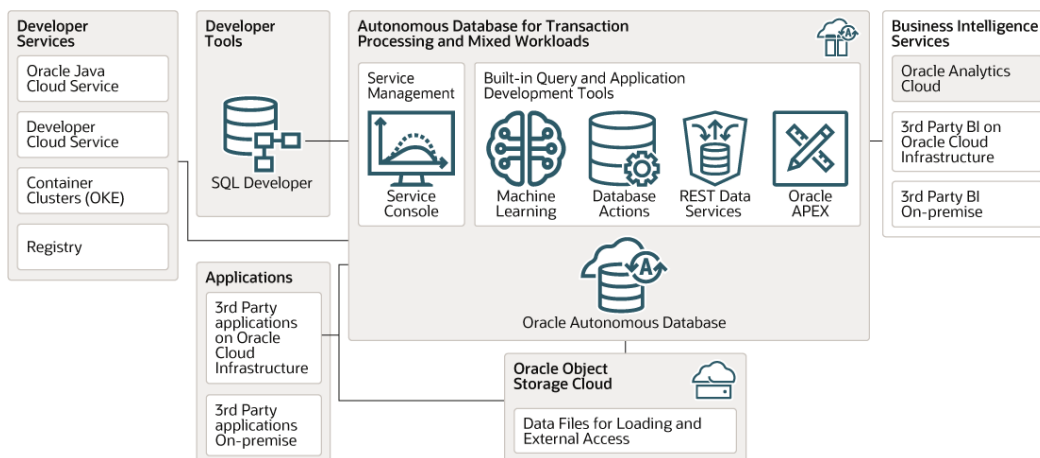 Developer
Services
Oracle Java
Cloud Service
Developer
Cloud Service
Container
Clusters (OKE)
Registry
Developer
Tools
SQL Developer
Applications
3rd Party
applications
on Oracle
Cloud
Infrastructure
3rd Party
applications
On-premise
Autonomous Database for Transaction
Processing and Mixed Workloads
A
Service
Management
Service
Console
Built-in Query and Application
Development Tools
Machine
Learning
Database
Actions
REST Data
Services
Oracle
APEX
A
Oracle Autonomous Database
Oracle Object
Storage Cloud
Data Files for Loading and
External Access
Business Intelligence
Services
Oracle Analytics
Cloud
3rd Party BI on
Oracle Cloud
Infrastructure
3rd Party BI
On-premise